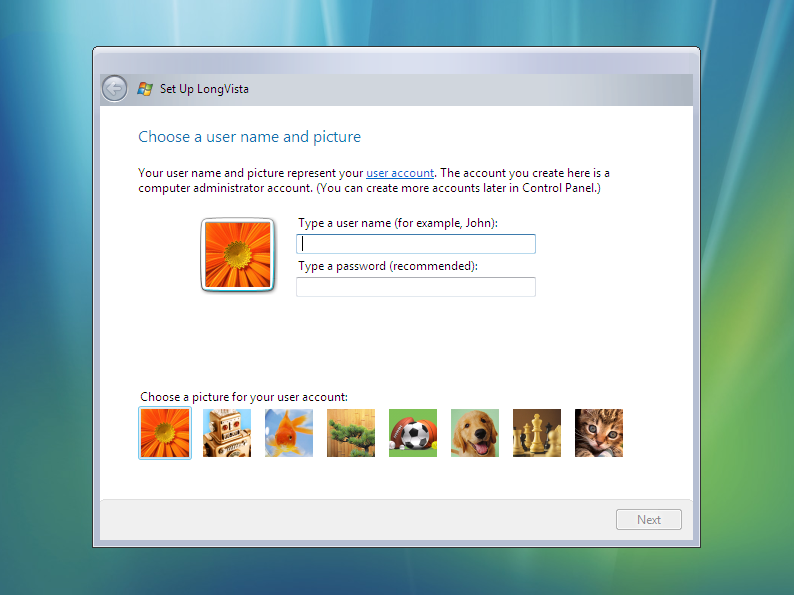 Set Up LongVista
Choose a user name and picture
Your user name and picture represent your user account. The account you create here is a
computer administrator account. (You can create more accounts later in Control Panel.)
Type a user name (for example, John):
Type a password (recommended):
Choose a picture for your user account:
Next